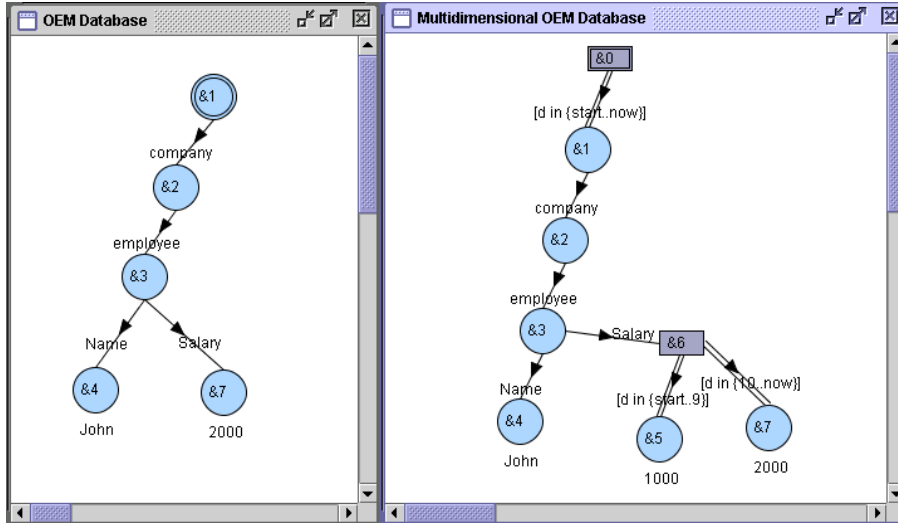 OEM Database
&1
company
&2
employee
&3
Name
Salary
&4
&7
John
2000
Multidimensional OEM Database
&0
[d in {start..now}]
&1
company
&2
employee
&3
Salary
&6
Name
[d in {start..9}]
[d in {10..now}]
&4
&5
&7
John
1000
2000